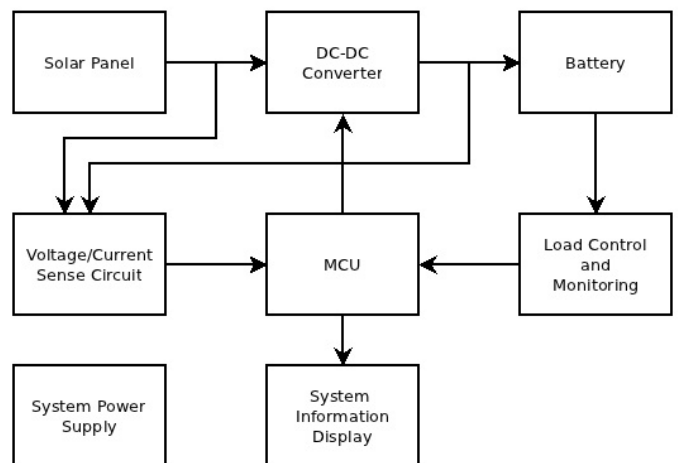 Solar Panel
DC-DC
Converter
Battery
Voltage/Current
Sense Circuit
MCU
Load Control
and
Monitoring
System Power
Supply
System
Information
Display